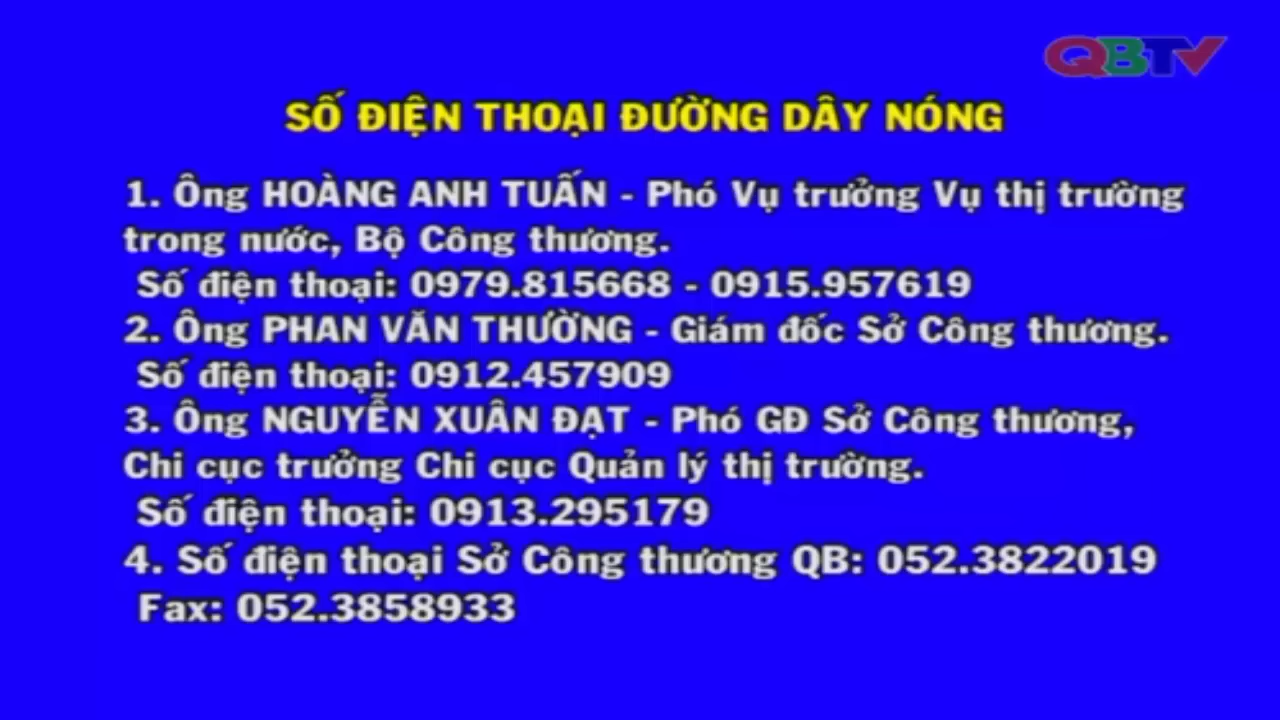 QBTV
SỐ ĐIỆN THOẠI ĐƯỜNG DÂY NÓNG
1. Ông HOÀNG ANH TUẤN - Phó Vụ trưởng Vụ thị trường
trong nước, Bộ Công thương.
Số điện thoại: 0979.815668 - 0915.957619
2. Ông PHAN VĂN THƯỜNG - Giám đốc Sở Công thương.
Số điện thoại: 0912.457909
3. Ông NGUYỄN XUÂN ĐẠT - Phó GĐ Sở Công thương,
Chi cục trưởng Chi cục Quản lý thị trường.
Số điện thoại: 0913.295179
4. Số điện thoại Sở Công thương QB: 052.3822019
Fax: 052.3858933